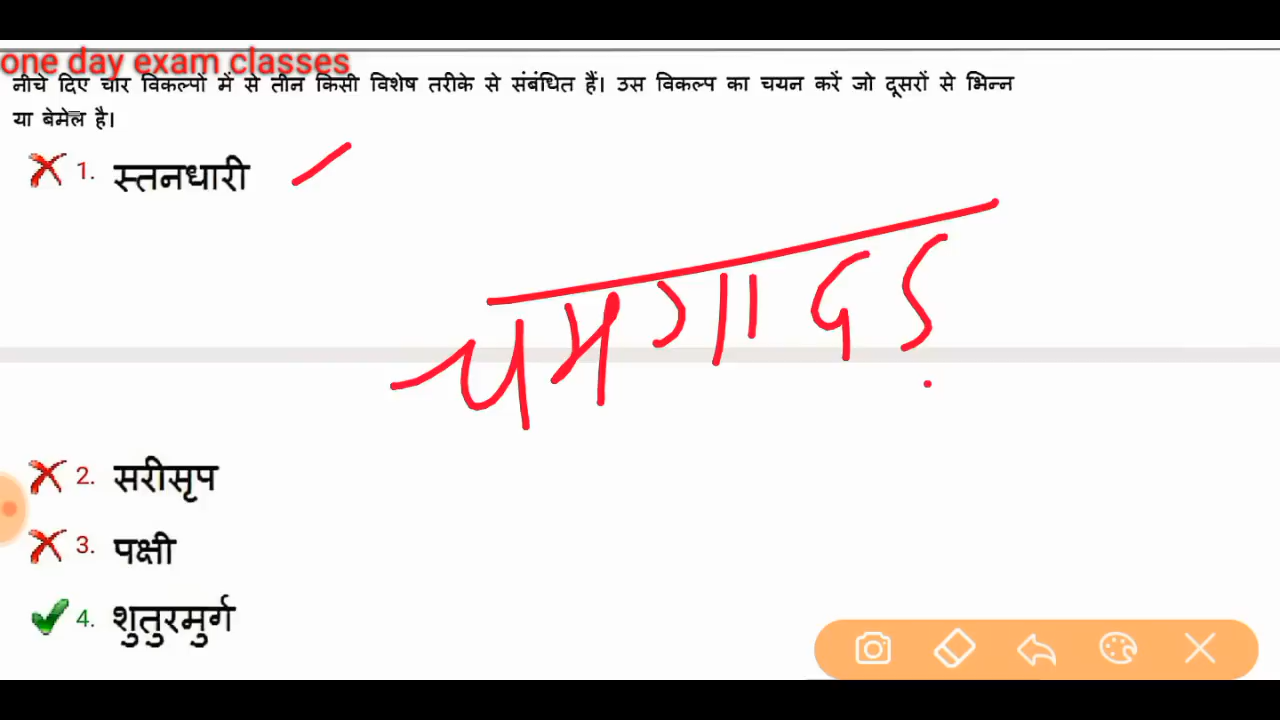 one day exam classes
नीचे दिए चार विकल्पों में से तीन किसी विशेष तरीके से संबंधित हैं। उस विकल्प का चयन करें जो दूसरों से भिन्न
या बेमेल है।
1. स्तनधारी
चमगादड़
2. सरीसृप
3. पक्षी
4. शुतुरमुर्ग